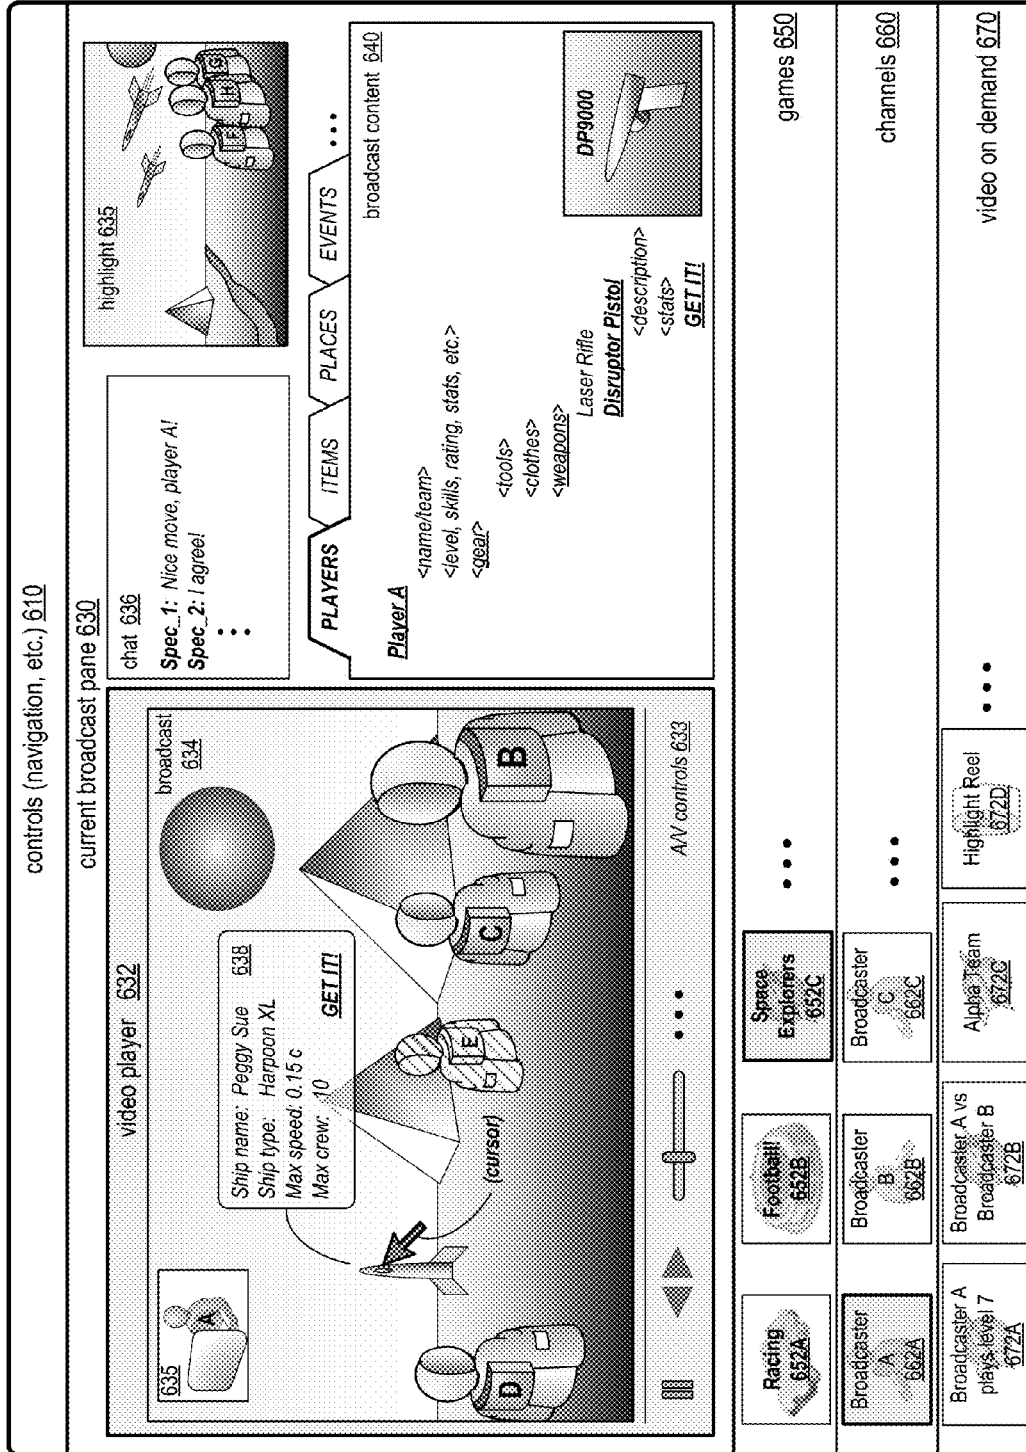 controls (navigation, etc.) 610
current broadcast pane 630
video player 632
635
A
Ship name: Peggy Sue
638
Ship type: Harpoon XL
Max speed: 0.15 c
Max crew: 10
GET IT!
broadcast
634
(cursor)
D
E
C
B
A/V controls 633
chat 636
Spec_1: Nice move, player A!
Spec_2: I agree!
highlight 635
F
H
G
PLAYERS
ITEMS
PLACES
EVENTS
broadcast content 640
Player A
<name/team>
<level, skills, rating, stats, etc.>
<gear>
<tools>
<clothes>
<weapons>
Laser Rifle
Disruptor Pistol
<description>
<stats>
GET IT!
DP9000
Racing
652A
Football!
652B
Space
Explorers
652C
games 650
Broadcaster
A
662A
Broadcaster
B
662B
Broadcaster
C
662C
channels 660
Broadcaster A
plays level 7
672A
Broadcaster A vs
Broadcaster B
672B
Alpha Team
672C
Highlight Reel
672D
video on demand 670